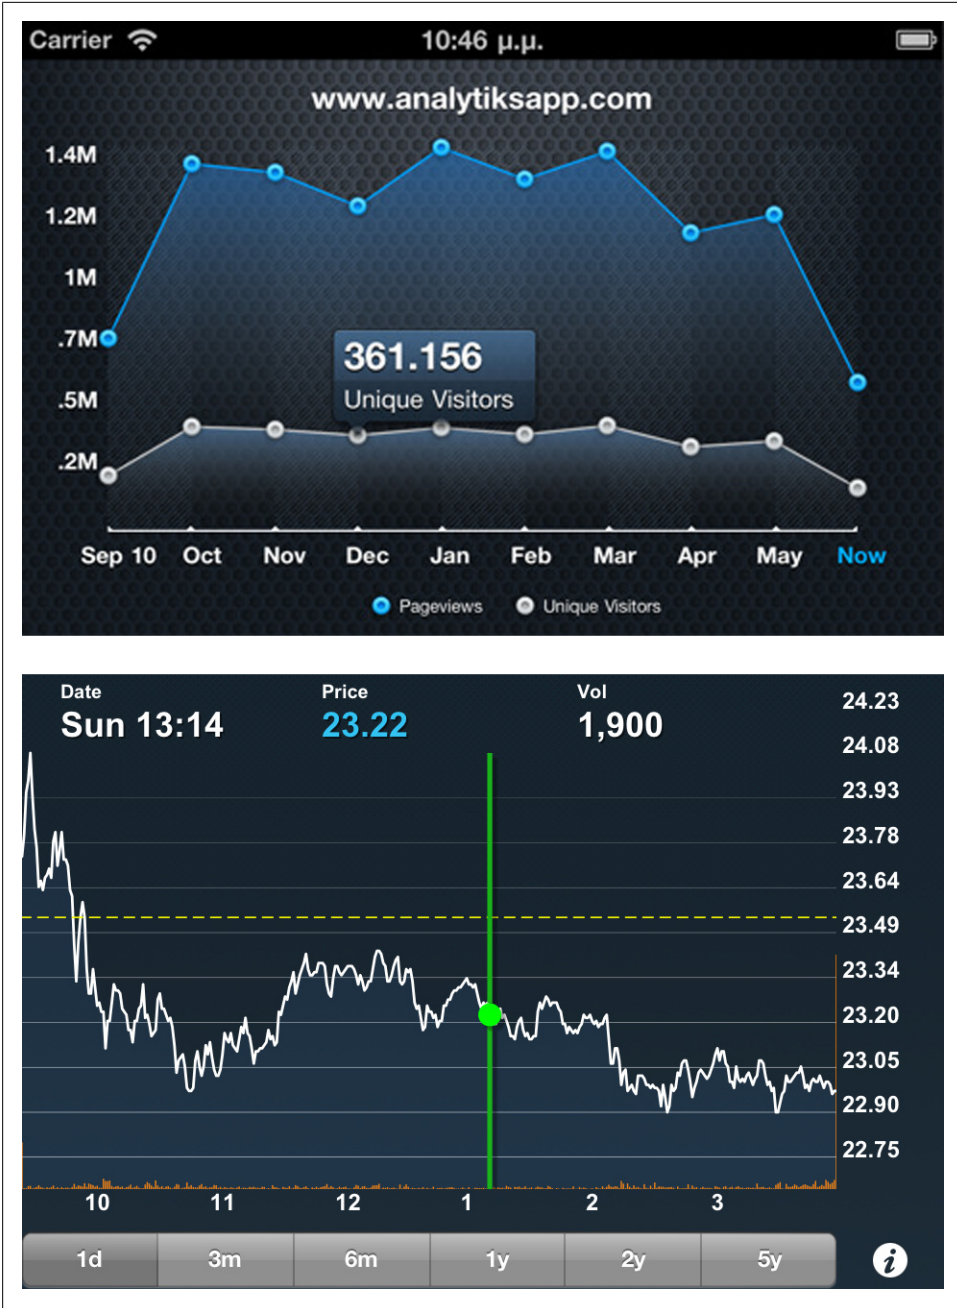 Carrier 10:46 μ.μ.
www.analytiksapp.com
1.4M
1.2M
1M
.7M
.5M
.2M
361.156
Unique Visitors
Sep 10 Oct Nov Dec Jan Feb Mar Apr May Now
Pageviews Unique Visitors
Date Price Vol
Sun 13:14 23.22 1,900
24.23
24.08
23.93
23.78
23.64
23.49
23.34
23.20
23.05
22.90
22.75
10 11 12 1 2 3
1d 3m 6m 1y 2y 5y
i